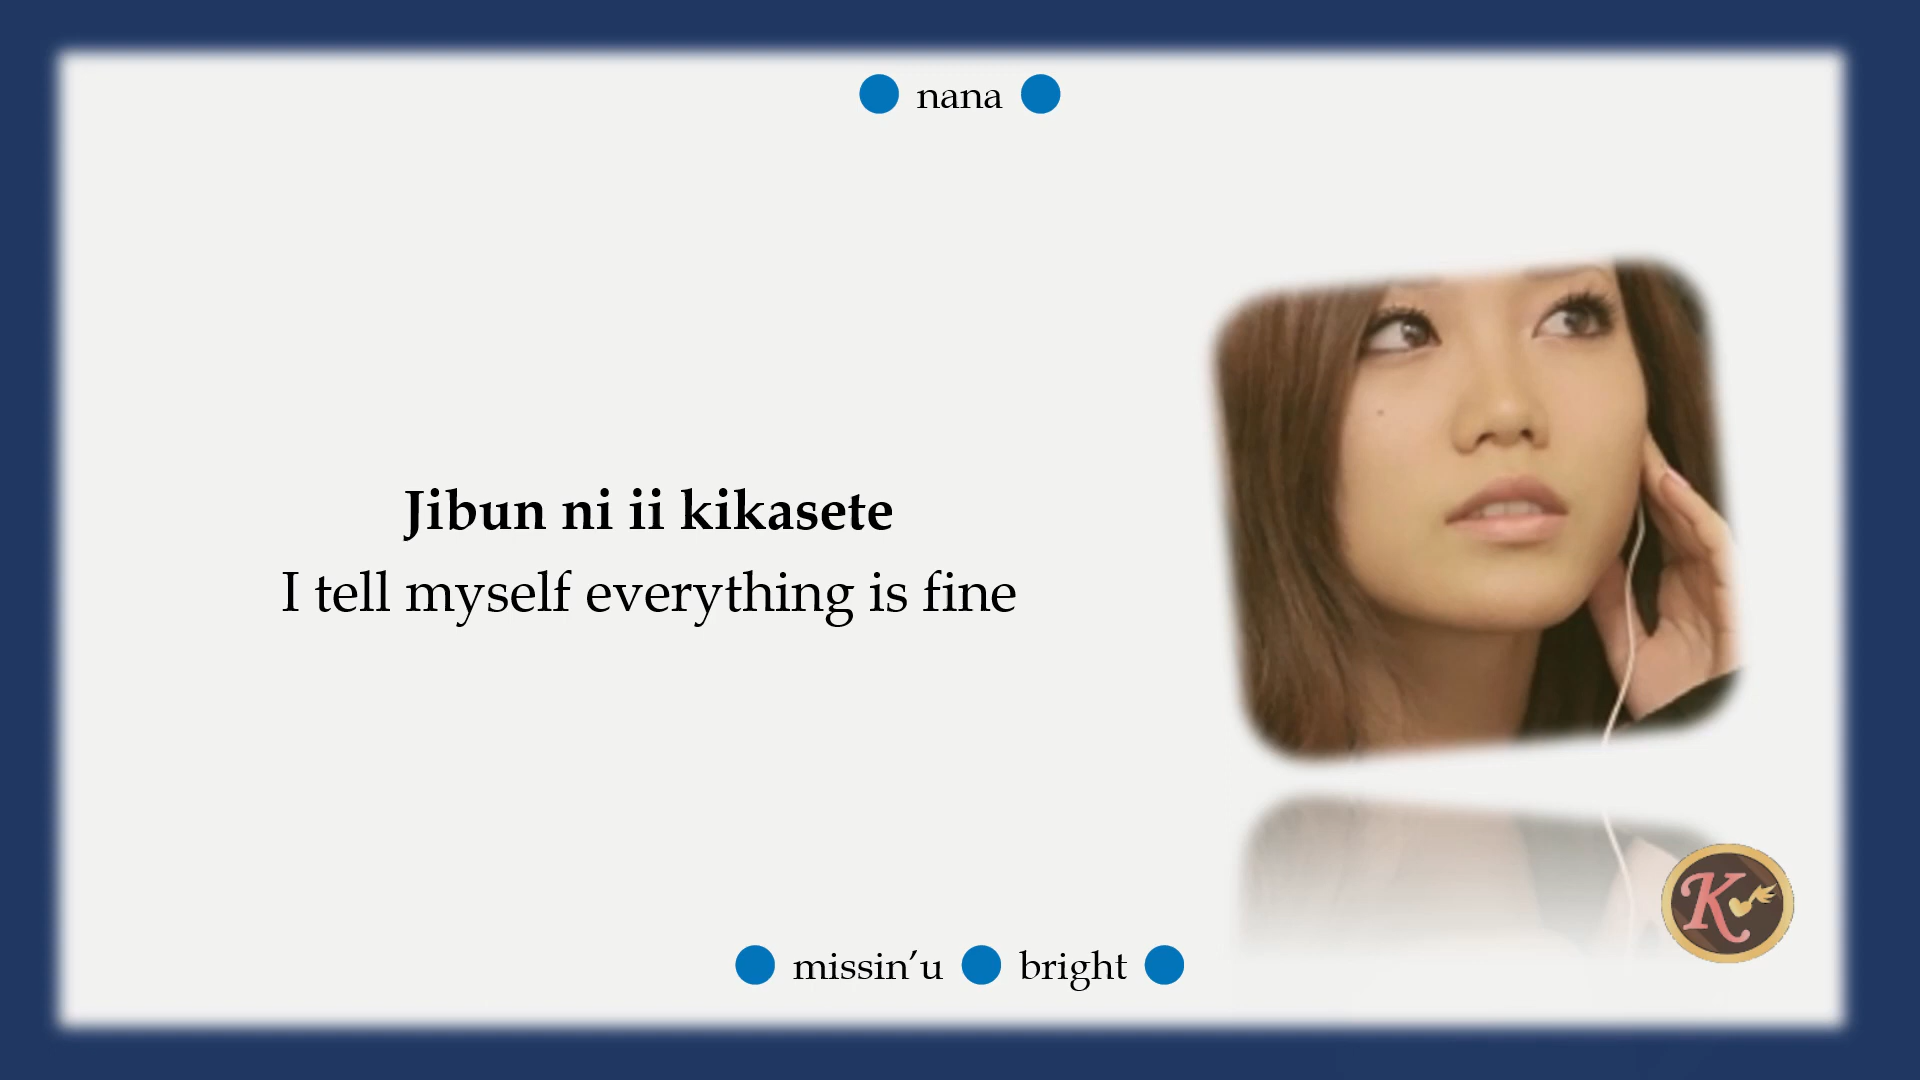 nana
Jibun ni ii kikasete
I tell myself everything is fine
missin’u bright
K